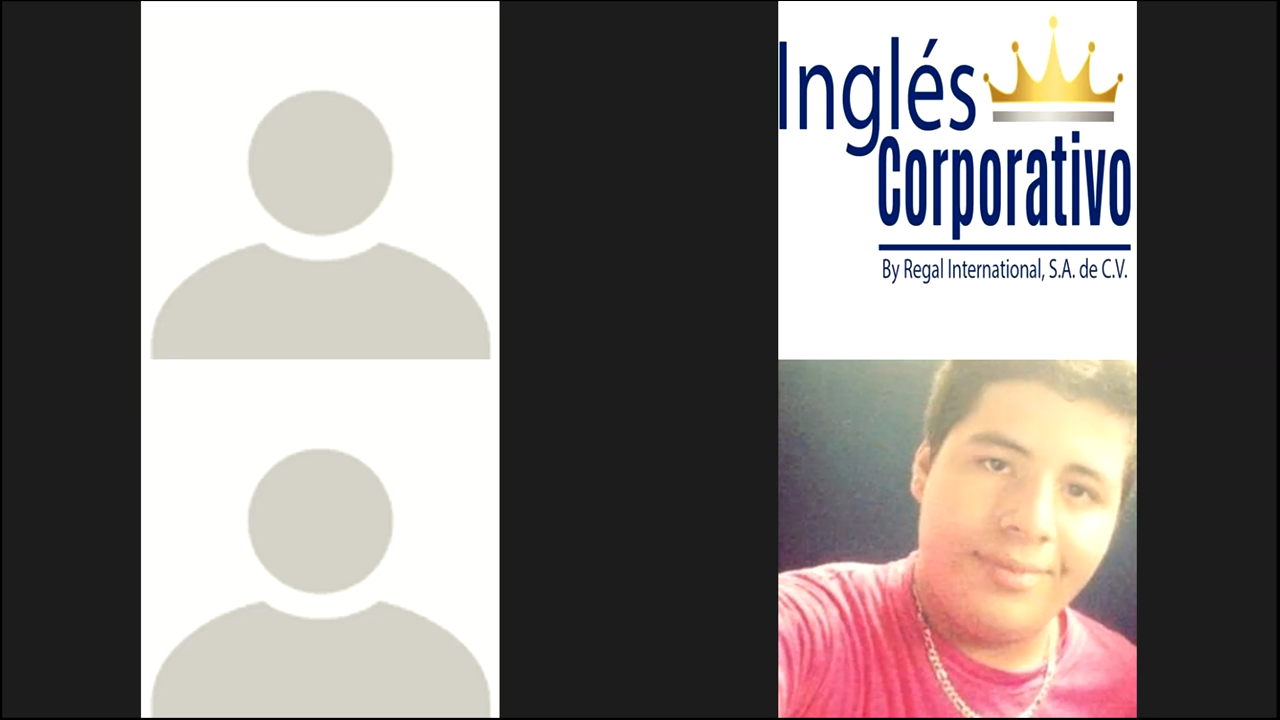 Inglés
Corporativo
By Regal International, S.A. de C.V.